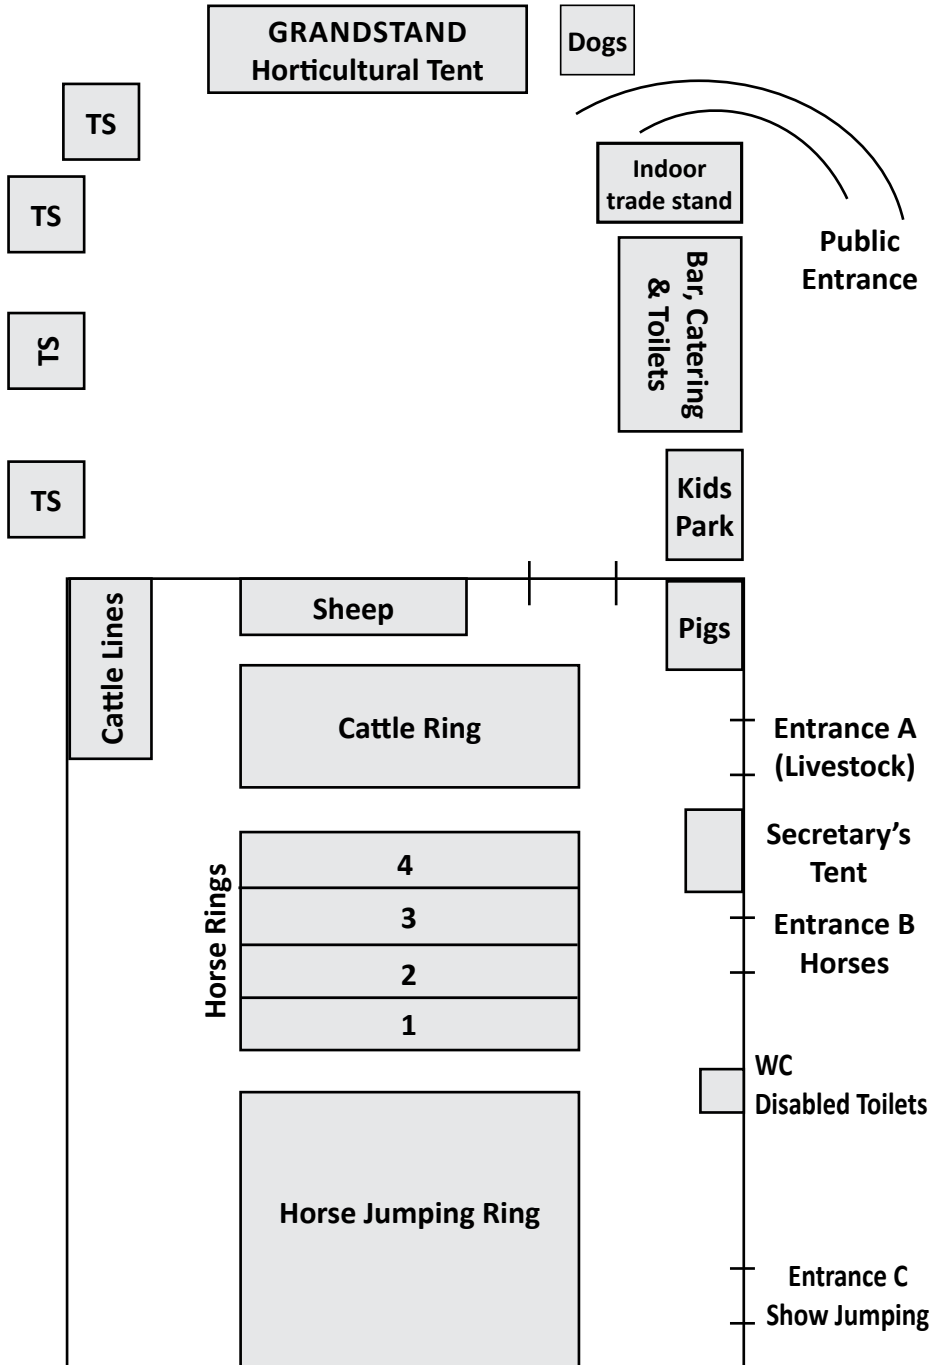 GRANDSTAND
Horticultural Tent
Dogs
TS
Indoor
trade stand
TS
Public
Entrance
Bar, Catering
& Toilets
TS
TS
Kids
Park
Cattle Lines
Sheep
Pigs
Cattle Ring
Entrance A
(Livestock)
Secretary’s
Tent
Horse Rings
4
3
2
1
Entrance B
Horses
WC
Disabled Toilets
Horse Jumping Ring
Entrance C
Show Jumping